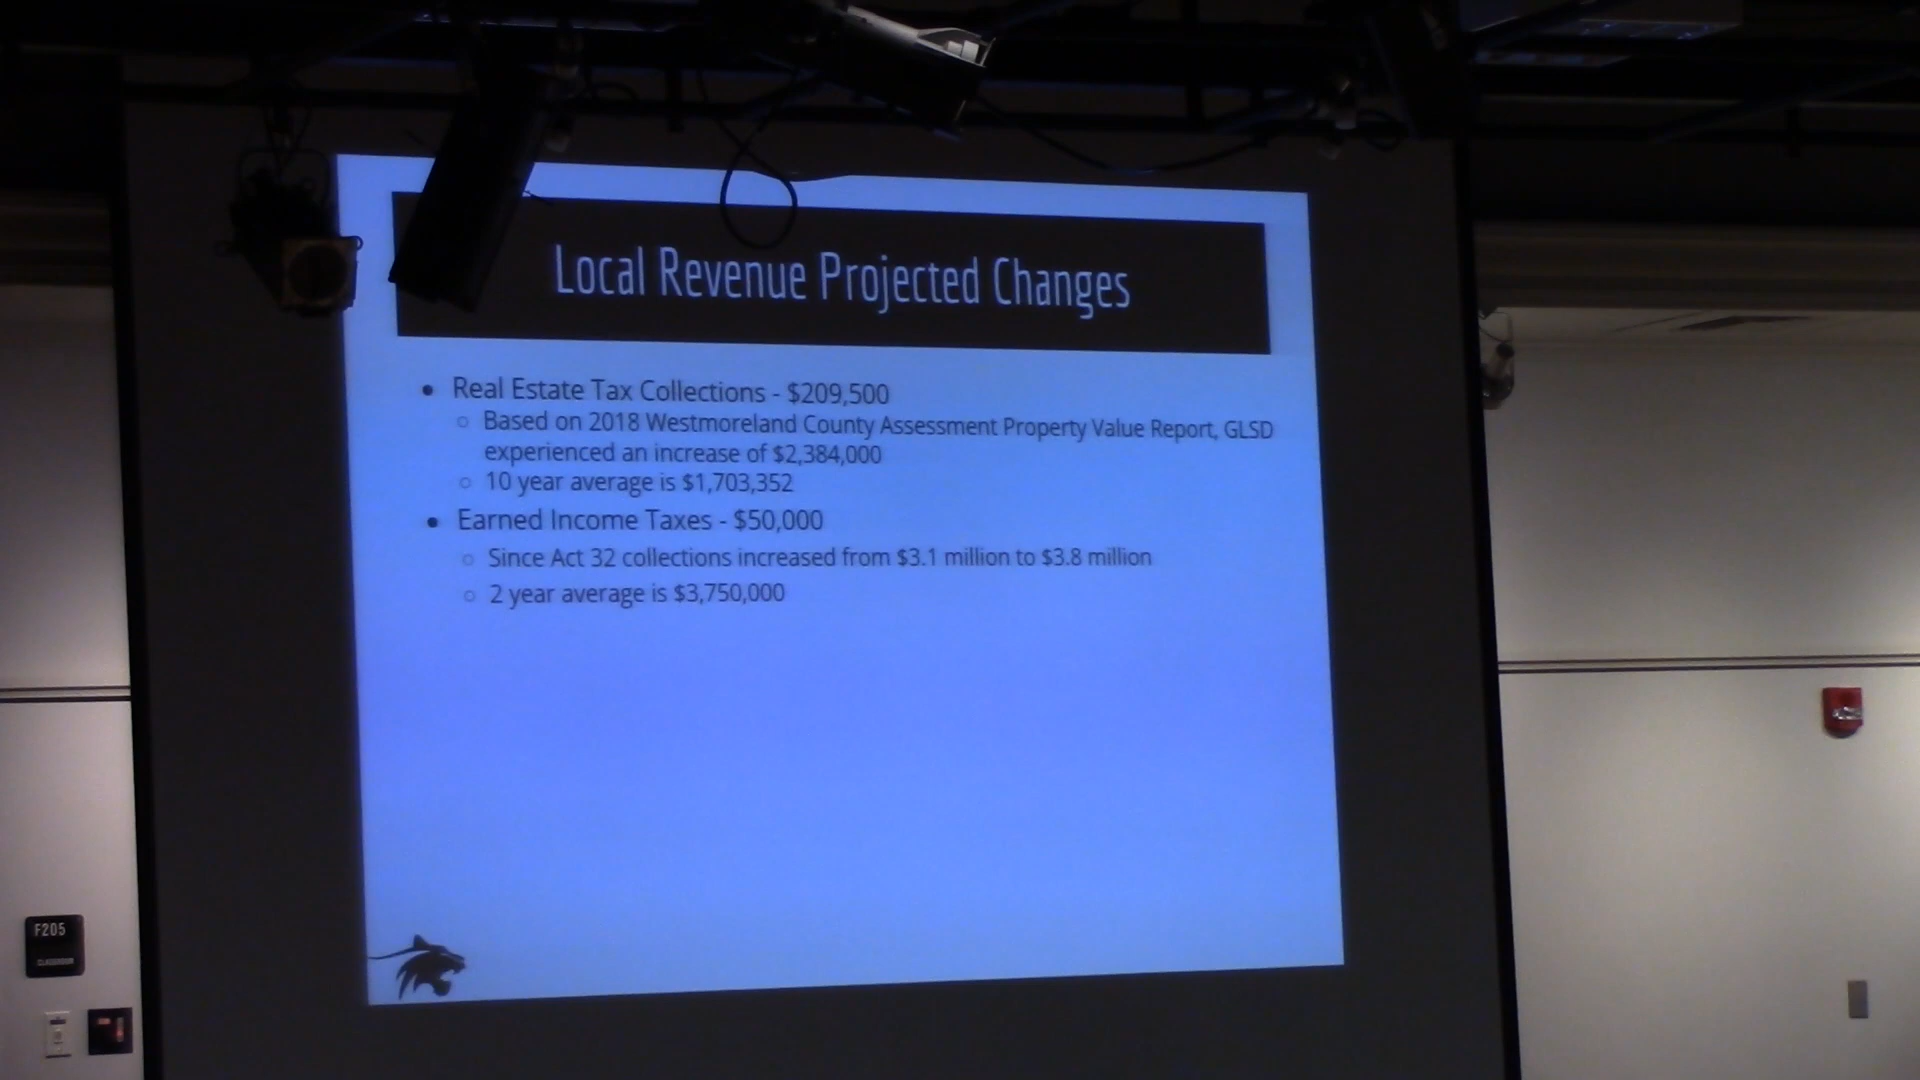 Local Revenue Projected Changes
• Real Estate Tax Collections - $209,500
○ Based on 2018 Westmoreland County Assessment Property Value Report, GLSD
experienced an increase of $2,384,000
○ 10 year average is $1,703,352
• Earned Income Taxes - $50,000
○ Since Act 32 collections increased from $3.1 million to $3.8 million
○ 2 year average is $3,750,000
F205
CLASSROOM